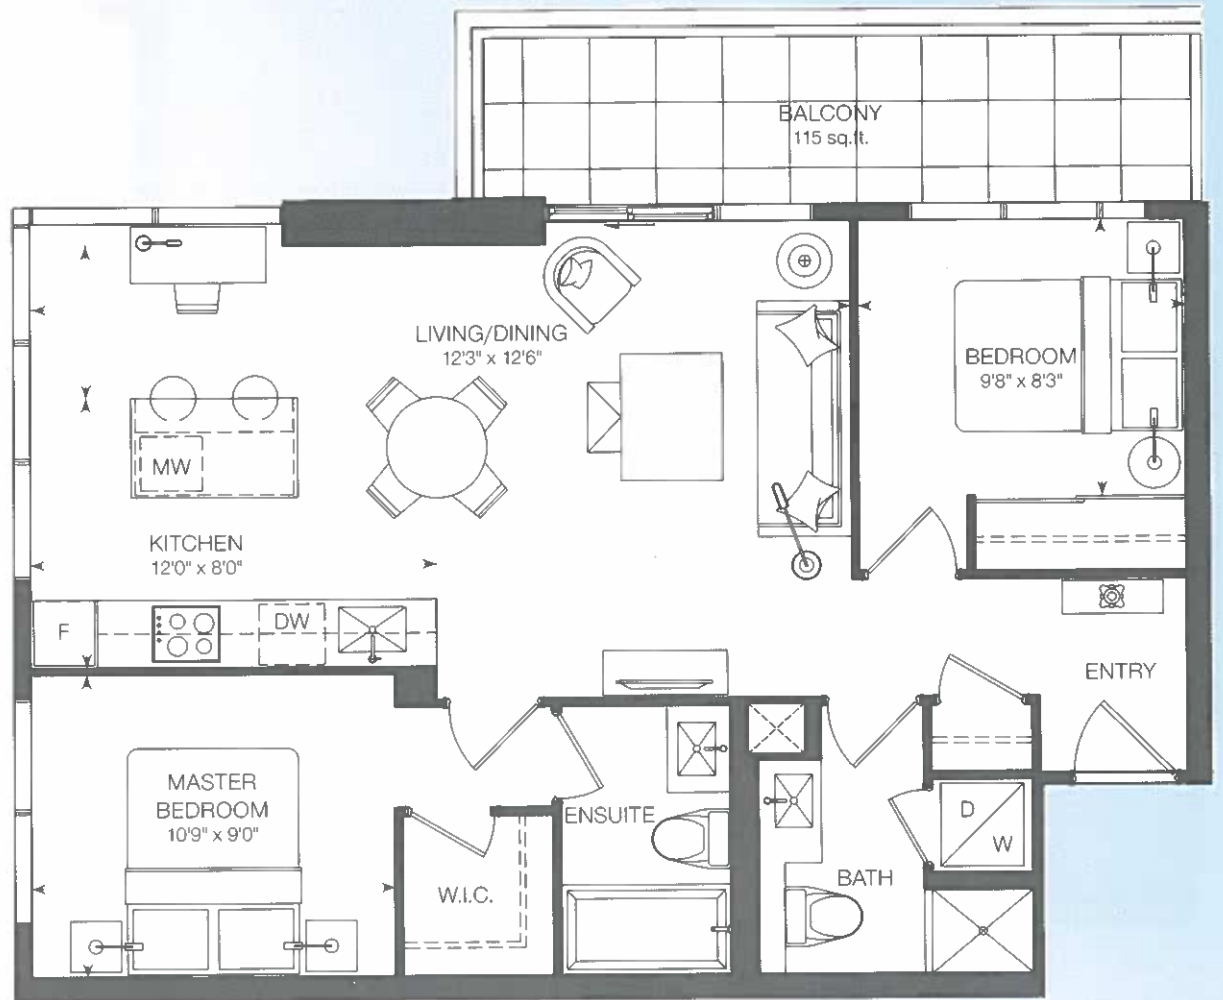 BALCONY
115 sq.ft.
LIVING/DINING
12'3" x 12'6"
BEDROOM
9'8" x 8'3"
MW
KITCHEN
12'0" x 8'0"
F
DW
ENTRY
MASTER
BEDROOM
10'9" x 9'0"
ENSUITE
D
W
W.I.C.
BATH